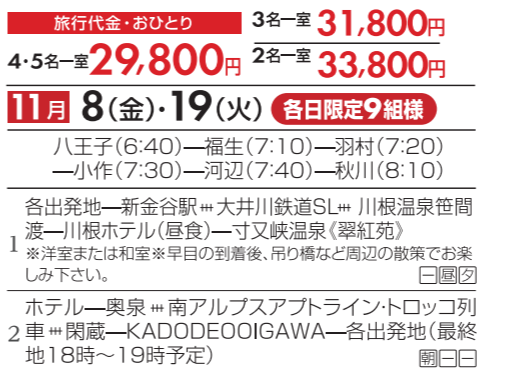 旅行代金・おひとり
4・5名一室29,800円
3名一室 31,800円
2名一室 33,800円
11月 8(金)・19(火) 各日限定9組様
八王子(6:40)―福生(7:10)―羽村(7:20)
―小作(7:30)―河辺(7:40)―秋川(8:10)
1
各出発地―新金谷駅⧺大井川鉄道SL⧺ 川根温泉笹間
渡―川根ホテル(昼食)―寸又峡温泉《翠紅苑》
※洋室または和室※早目の到着後、吊り橋など周辺の散策でお楽
しみ下さい。 一昼夕
2
ホテル―奥泉⧺南アルプスアプトライン・トロッコ列
車⧺閑蔵―KADODEOOIGAWA―各出発地(最終
地18時〜19時予定) 朝一一